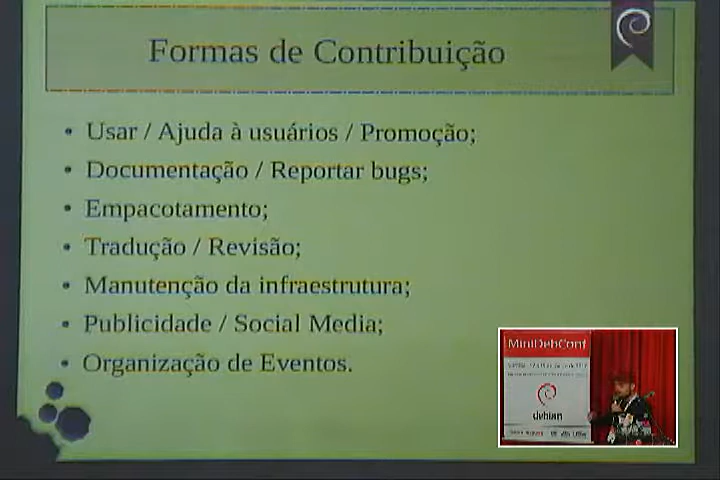 Formas de Contribuição
• Usar / Ajuda à usuários / Promoção;
• Documentação / Reportar bugs;
• Empacotamento;
• Tradução / Revisão;
• Manutenção da infraestrutura;
• Publicidade / Social Media;
• Organização de Eventos.
MiniDebConf
debian